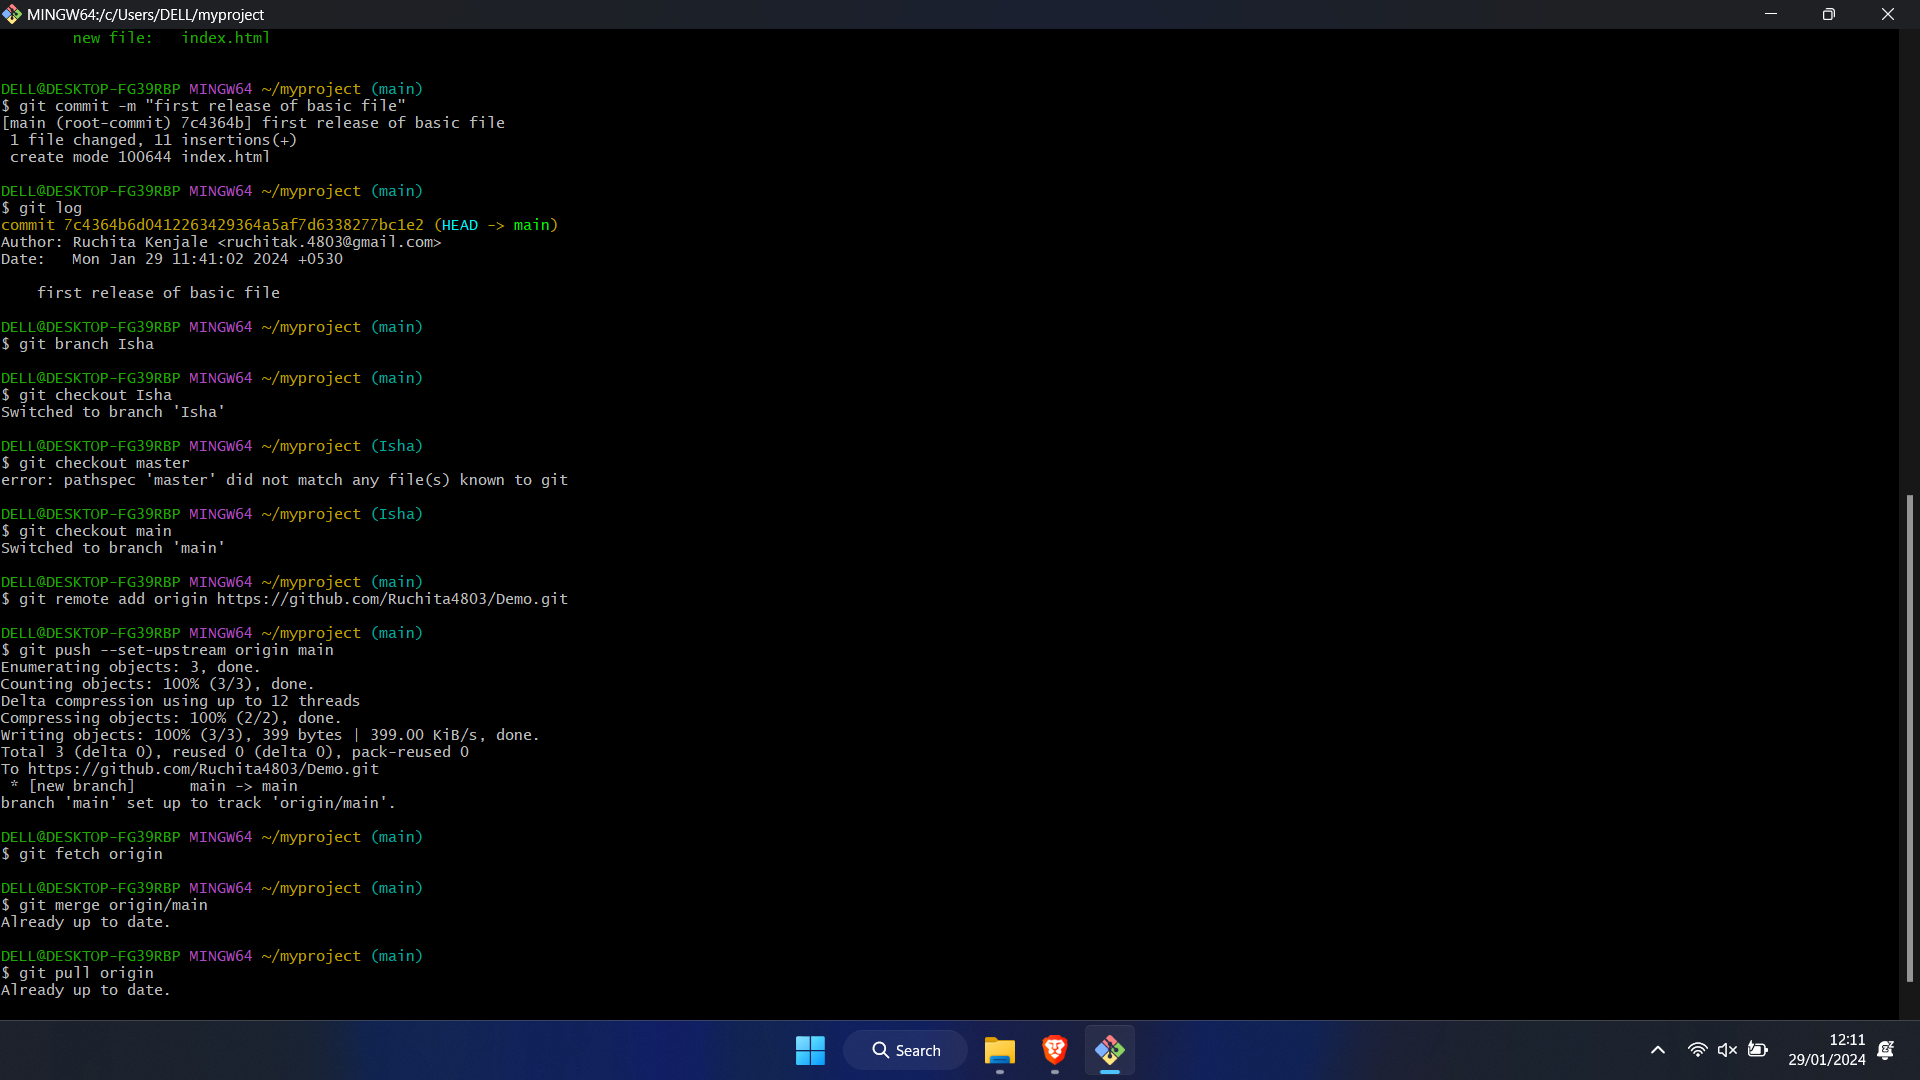 MINGW64:/c/Users/DELL/myproject
        new file:   index.html
DELL@DESKTOP-FG39RBP MINGW64 ~/myproject (main)
$ git commit -m "first release of basic file"
[main (root-commit) 7c4364b] first release of basic file
 1 file changed, 11 insertions(+)
 create mode 100644 index.html
DELL@DESKTOP-FG39RBP MINGW64 ~/myproject (main)
$ git log
commit 7c4364b6d0412263429364a5af7d6338277bc1e2 (HEAD -> main)
Author: Ruchita Kenjale <ruchitak.4803@gmail.com>
Date:   Mon Jan 29 11:41:02 2024 +0530
    first release of basic file
DELL@DESKTOP-FG39RBP MINGW64 ~/myproject (main)
$ git branch Isha
DELL@DESKTOP-FG39RBP MINGW64 ~/myproject (main)
$ git checkout Isha
Switched to branch 'Isha'
DELL@DESKTOP-FG39RBP MINGW64 ~/myproject (Isha)
$ git checkout master
error: pathspec 'master' did not match any file(s) known to git
DELL@DESKTOP-FG39RBP MINGW64 ~/myproject (Isha)
$ git checkout main
Switched to branch 'main'
DELL@DESKTOP-FG39RBP MINGW64 ~/myproject (main)
$ git remote add origin https://github.com/Ruchita4803/Demo.git
DELL@DESKTOP-FG39RBP MINGW64 ~/myproject (main)
$ git push --set-upstream origin main
Enumerating objects: 3, done.
Counting objects: 100% (3/3), done.
Delta compression using up to 12 threads
Compressing objects: 100% (2/2), done.
Writing objects: 100% (3/3), 399 bytes | 399.00 KiB/s, done.
Total 3 (delta 0), reused 0 (delta 0), pack-reused 0
To https://github.com/Ruchita4803/Demo.git
 * [new branch]      main -> main
branch 'main' set up to track 'origin/main'.
DELL@DESKTOP-FG39RBP MINGW64 ~/myproject (main)
$ git fetch origin
DELL@DESKTOP-FG39RBP MINGW64 ~/myproject (main)
$ git merge origin/main
Already up to date.
DELL@DESKTOP-FG39RBP MINGW64 ~/myproject (main)
$ git pull origin
Already up to date.
Search
12:11
29/01/2024